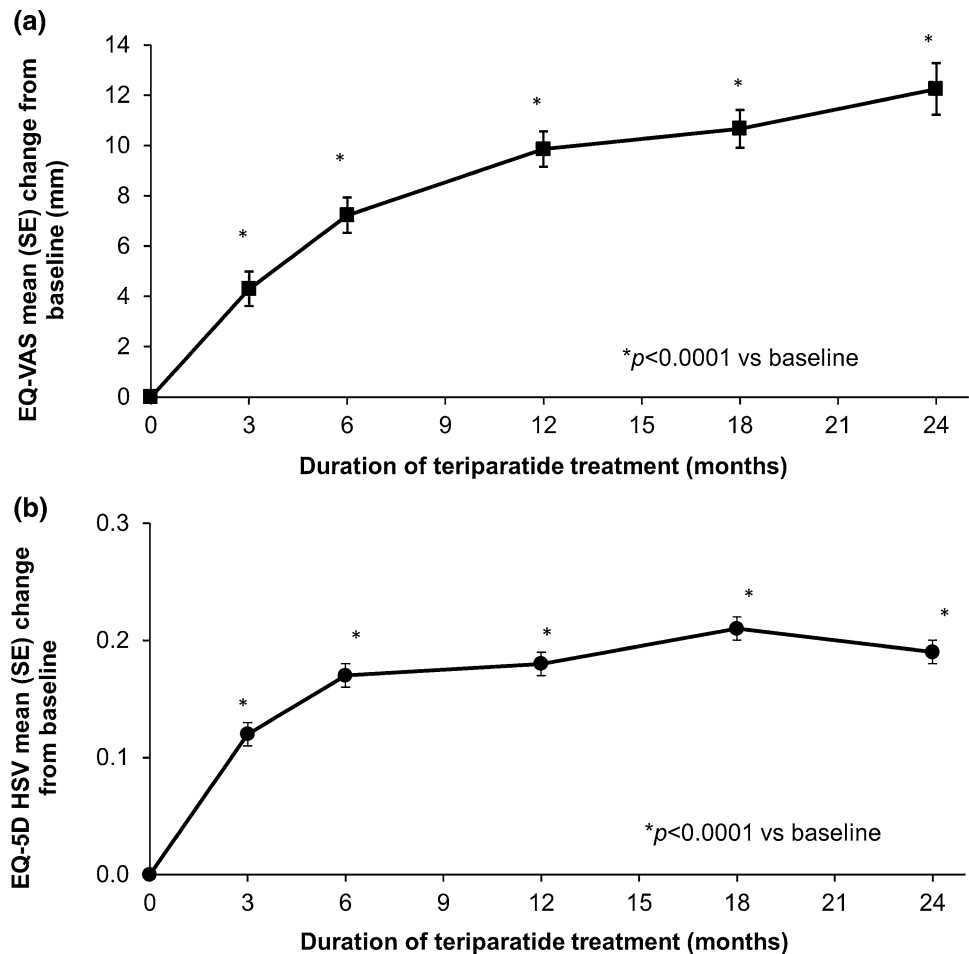 (a)
EQ-VAS mean (SE) change from
baseline (mm)
14
12
10
8
6
4
2
0
*
*
*
*
*
*p<0.0001 vs baseline
0 3 6 9 12 15 18 21 24
Duration of teriparatide treatment (months)
(b)
EQ-5D HSV mean (SE) change
from baseline
0.3
0.2
0.1
0.0
*
*
*
*
*
*p<0.0001 vs baseline
0 3 6 9 12 15 18 21 24
Duration of teriparatide treatment (months)